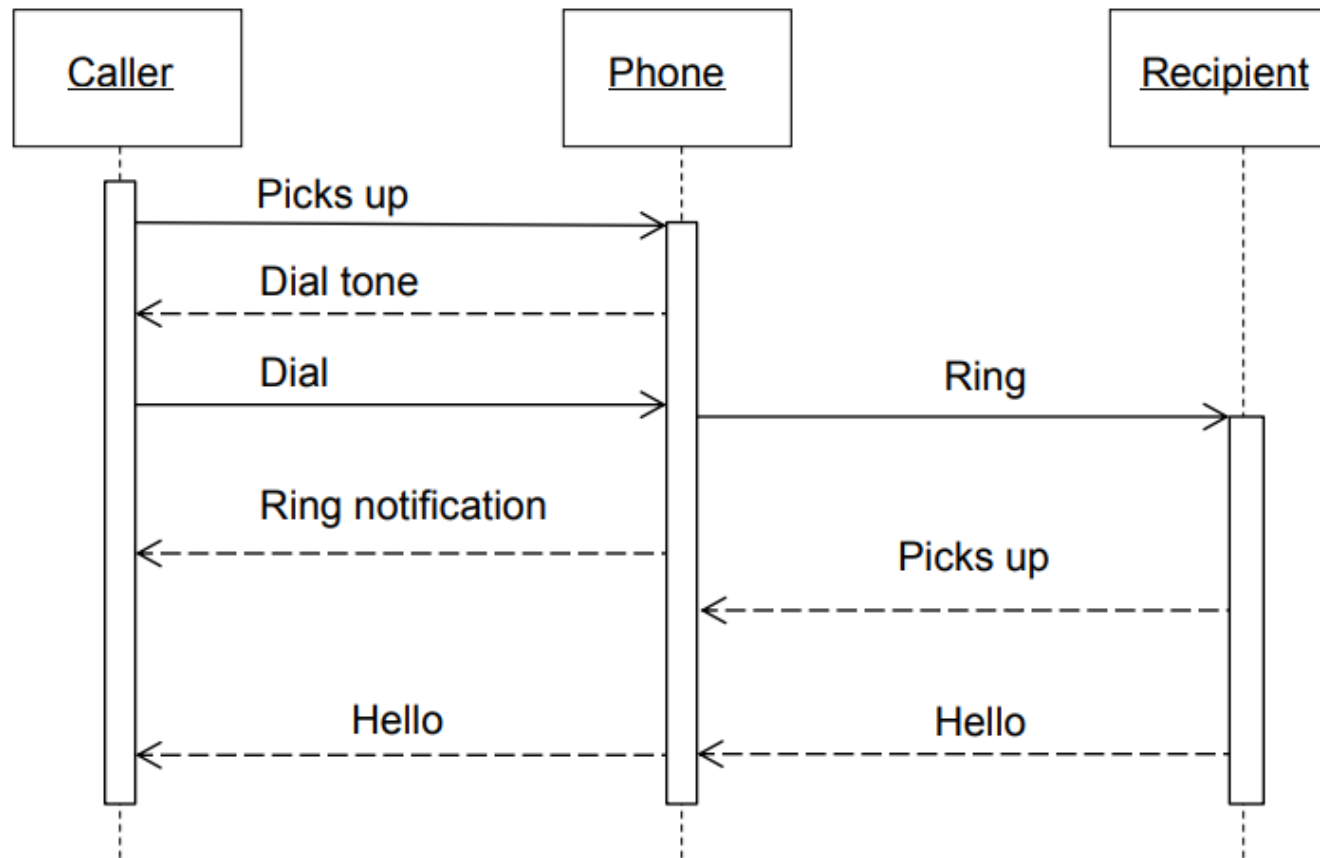 Caller
Phone
Recipient
Picks up
Dial tone
Dial
Ring
Ring notification
Picks up
Hello
Hello